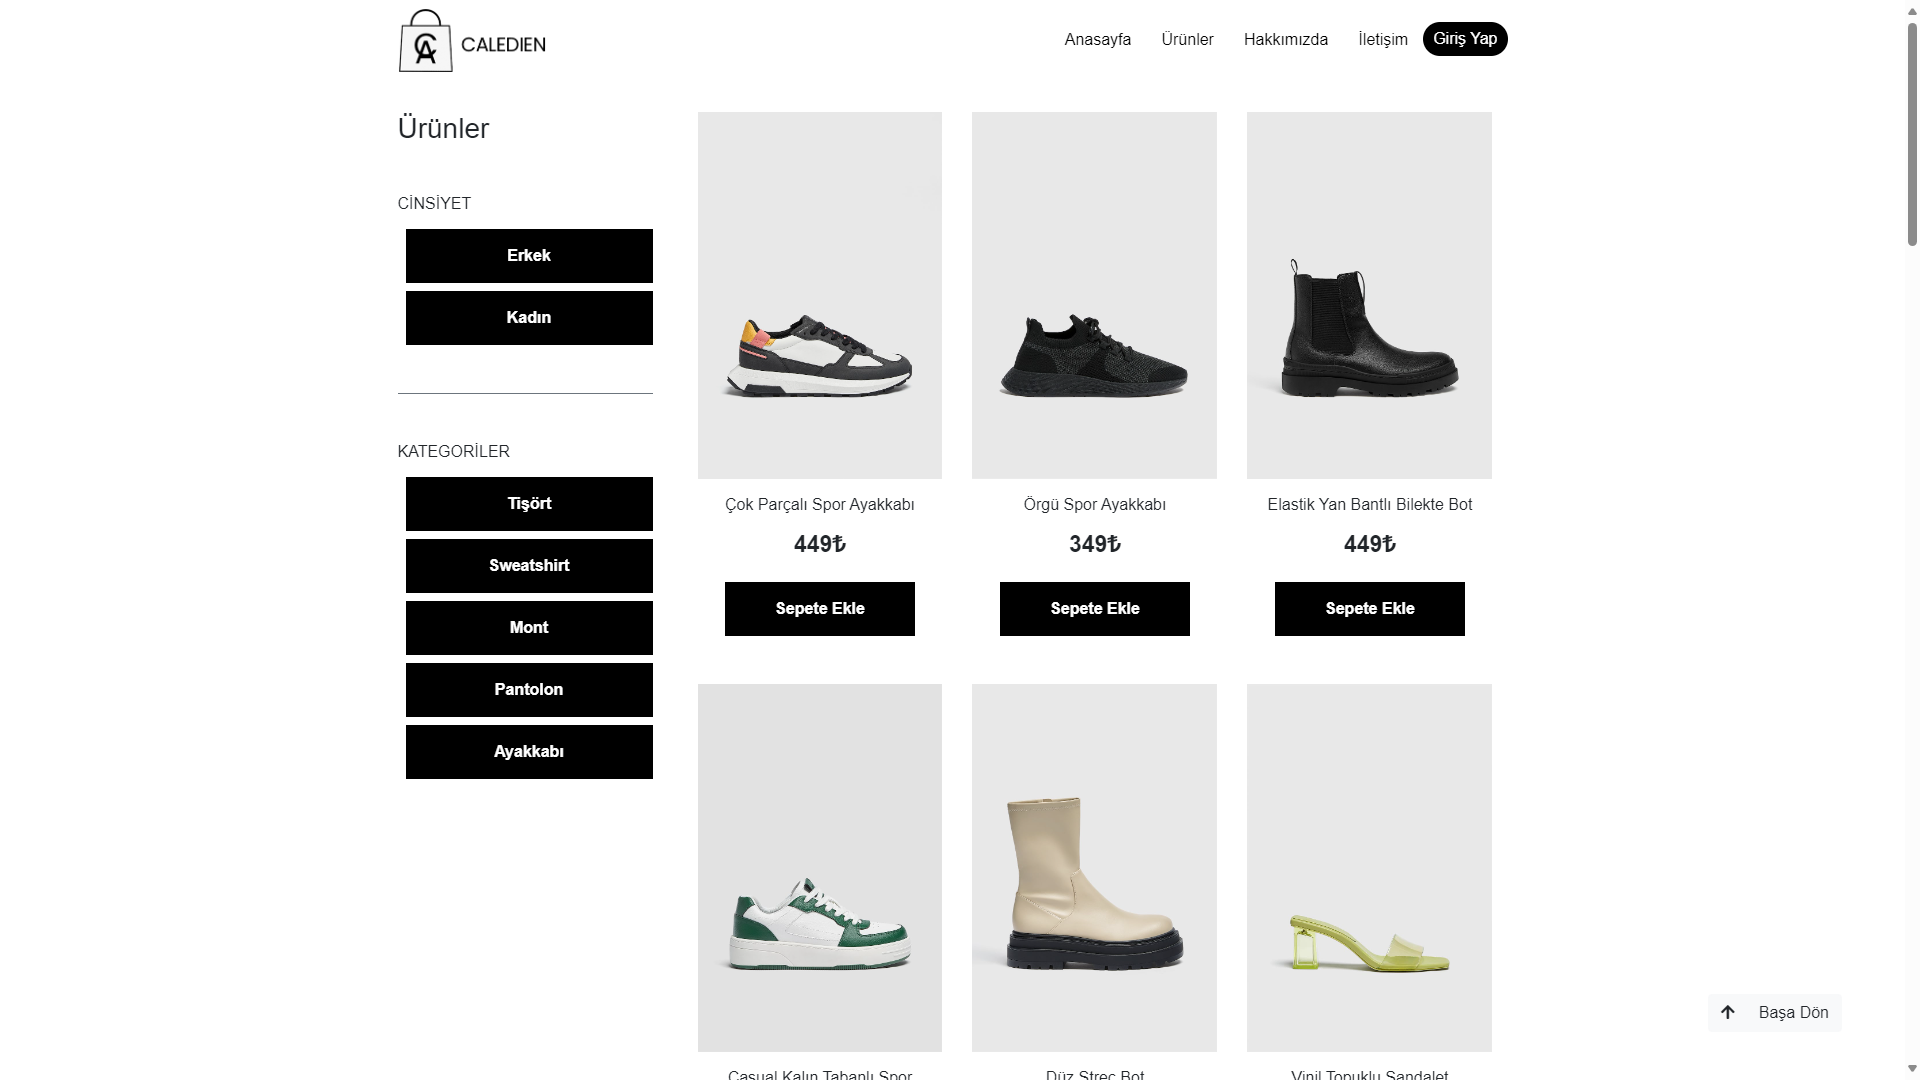 CA CALEDIEN
Anasayfa Ürünler Hakkımızda İletişim Giriş Yap
Ürünler
CİNSİYET
Erkek
Kadın
KATEGORİLER
Tişört
Sweatshirt
Mont
Pantolon
Ayakkabı
Çok Parçalı Spor Ayakkabı
449₺
Sepete Ekle
Örgü Spor Ayakkabı
349₺
Sepete Ekle
Elastik Yan Bantlı Bilekte Bot
449₺
Sepete Ekle
Casual Kalın Tabanlı Spor
Düz Streç Bot
Vinil Topuklu Sandalet
Başa Dön